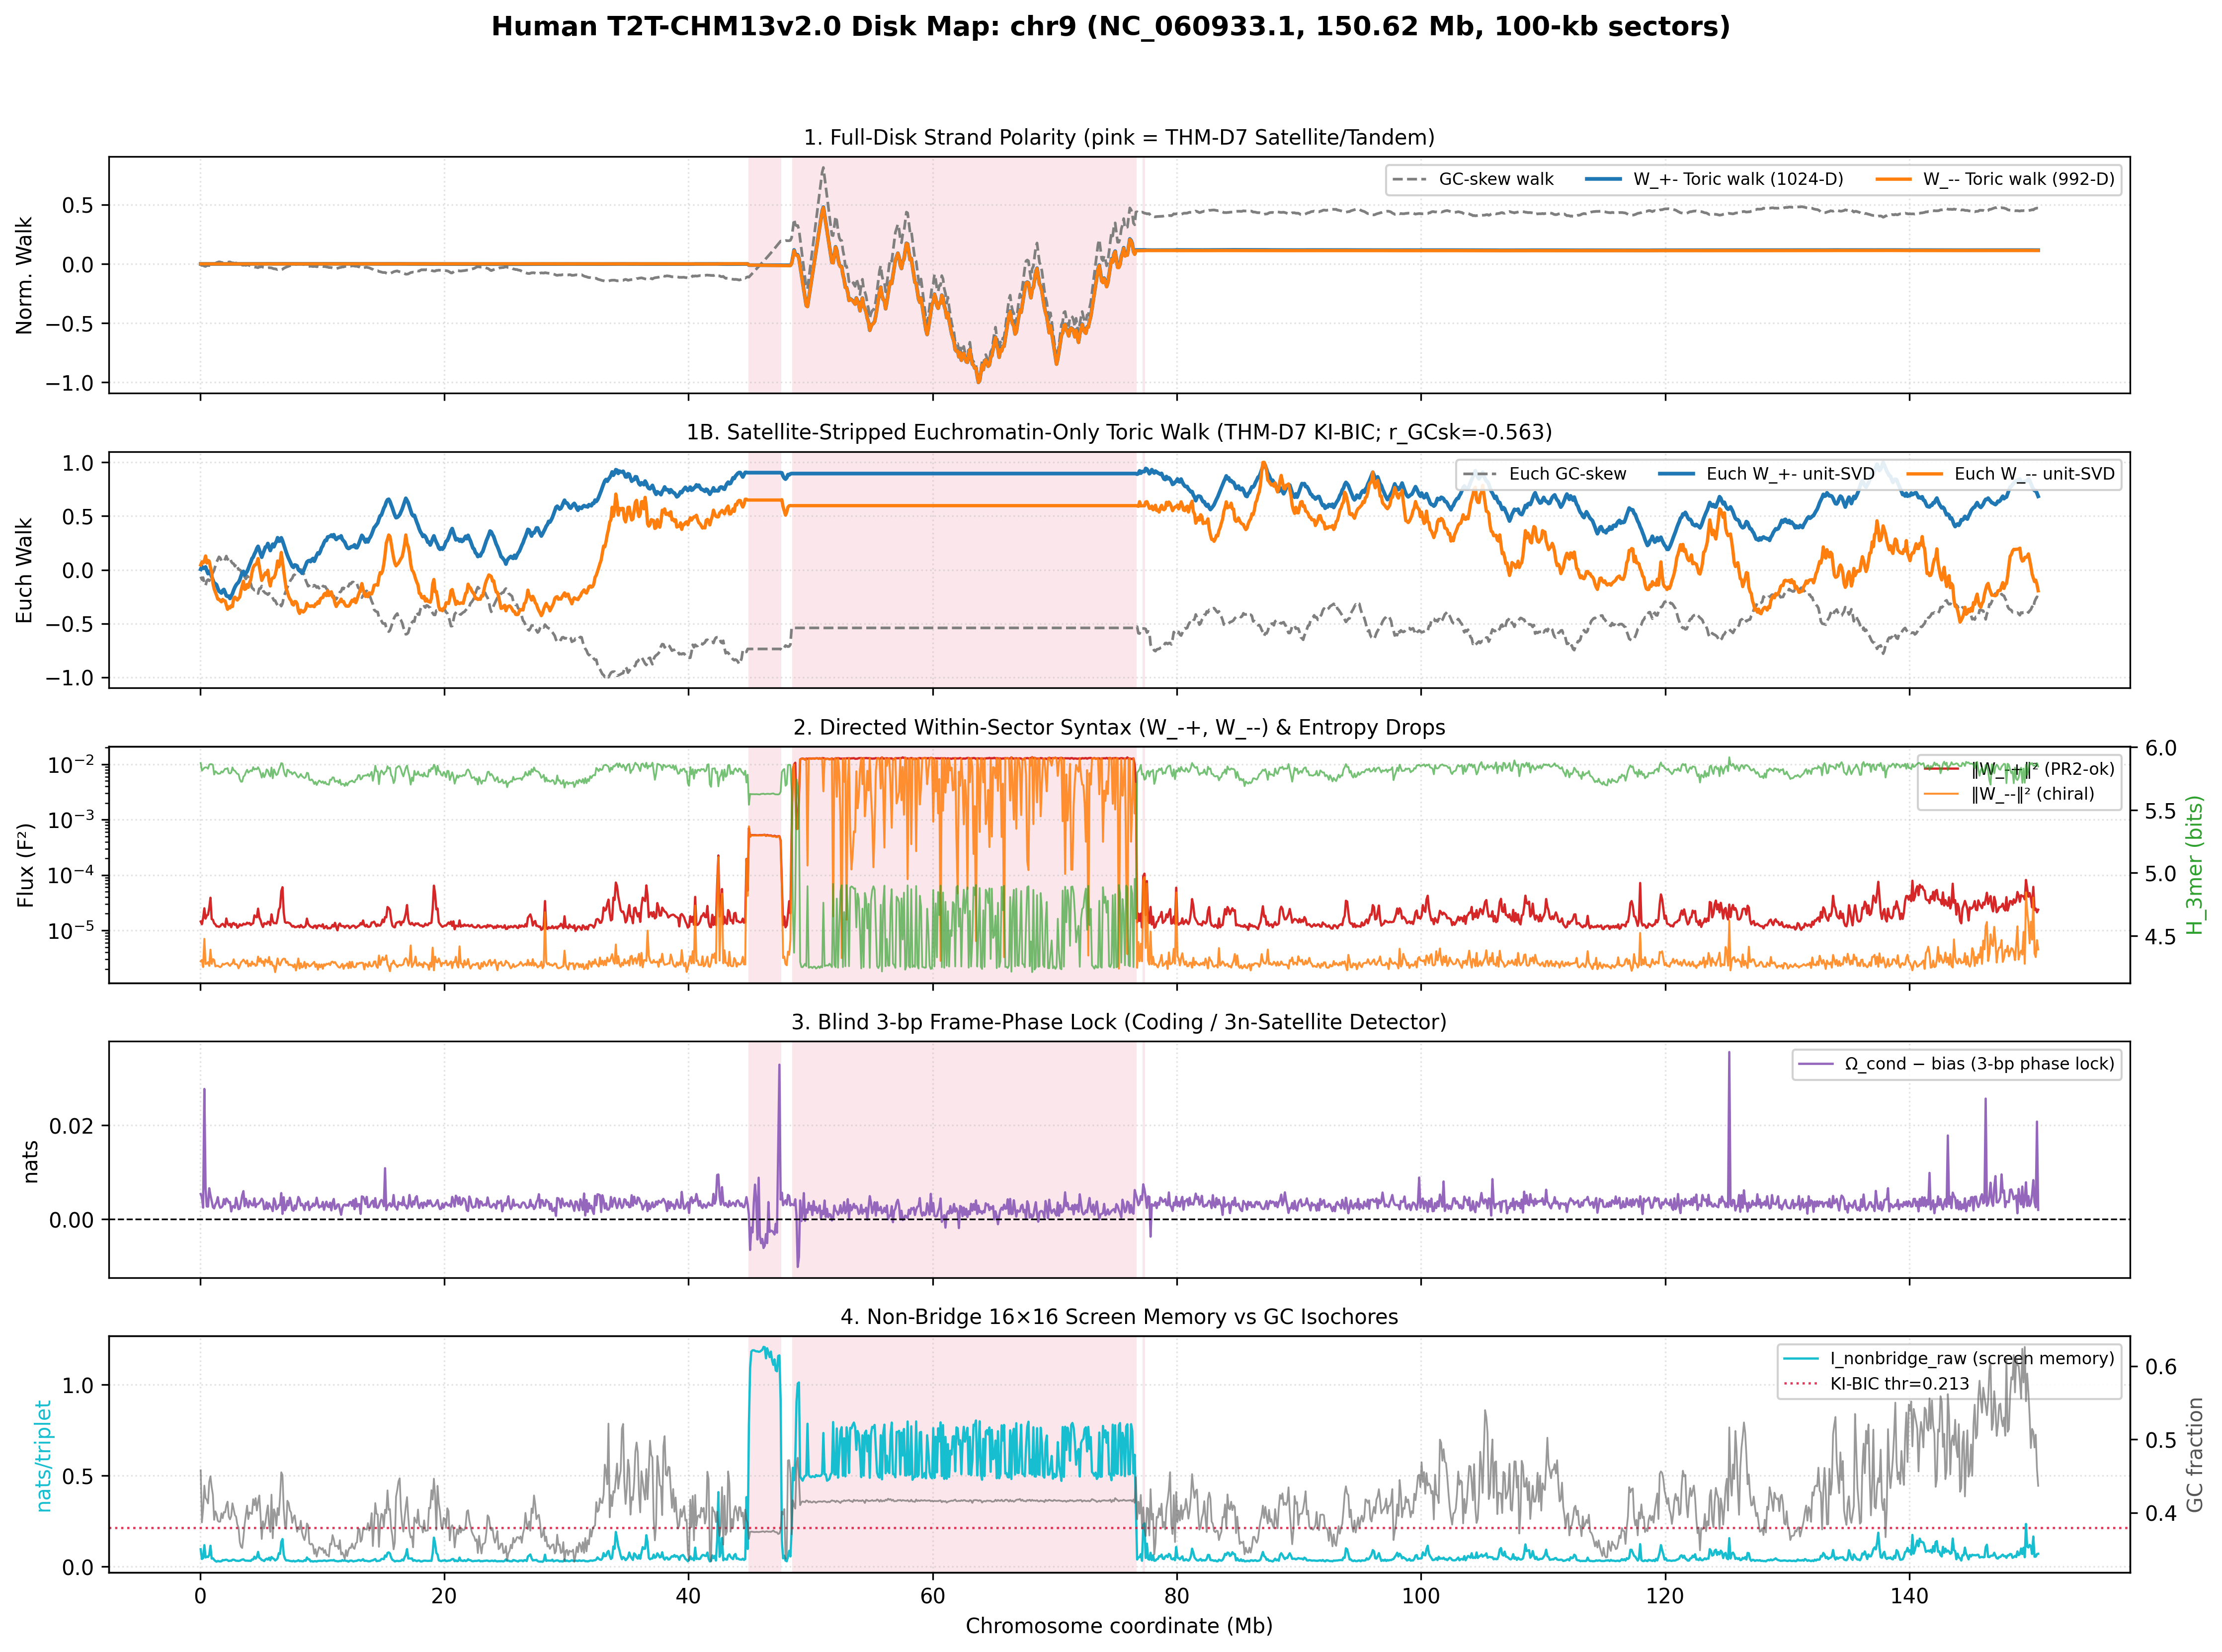 Human T2T-CHM13v2.0 Disk Map: chr9 (NC_060933.1, 150.62 Mb, 100-kb sectors)
1. Full-Disk Strand Polarity (pink = THM-D7 Satellite/Tandem)
Norm. Walk
0.5
0.0
−0.5
−1.0
GC-skew walk
W_+- Toric walk (1024-D)
W_-- Toric walk (992-D)
1B. Satellite-Stripped Euchromatin-Only Toric Walk (THM-D7 KI-BIC; r_GCsk=-0.563)
Euch Walk
1.0
0.5
0.0
−0.5
−1.0
Euch GC-skew
Euch W_+- unit-SVD
Euch W_-- unit-SVD
2. Directed Within-Sector Syntax (W_-+, W_--) & Entropy Drops
Flux (F²)
10⁻²
10⁻³
10⁻⁴
10⁻⁵
‖W_-+‖² (PR2-ok)
‖W_--‖² (chiral)
6.0
5.5
5.0
4.5
H_3mer (bits)
3. Blind 3-bp Frame-Phase Lock (Coding / 3n-Satellite Detector)
nats
0.02
0.00
Ω_cond − bias (3-bp phase lock)
4. Non-Bridge 16×16 Screen Memory vs GC Isochores
nats/triplet
1.0
0.5
0.0
I_nonbridge_raw (screen memory)
KI-BIC thr=0.213
0.6
0.5
0.4
GC fraction
0
20
40
60
80
100
120
140
Chromosome coordinate (Mb)